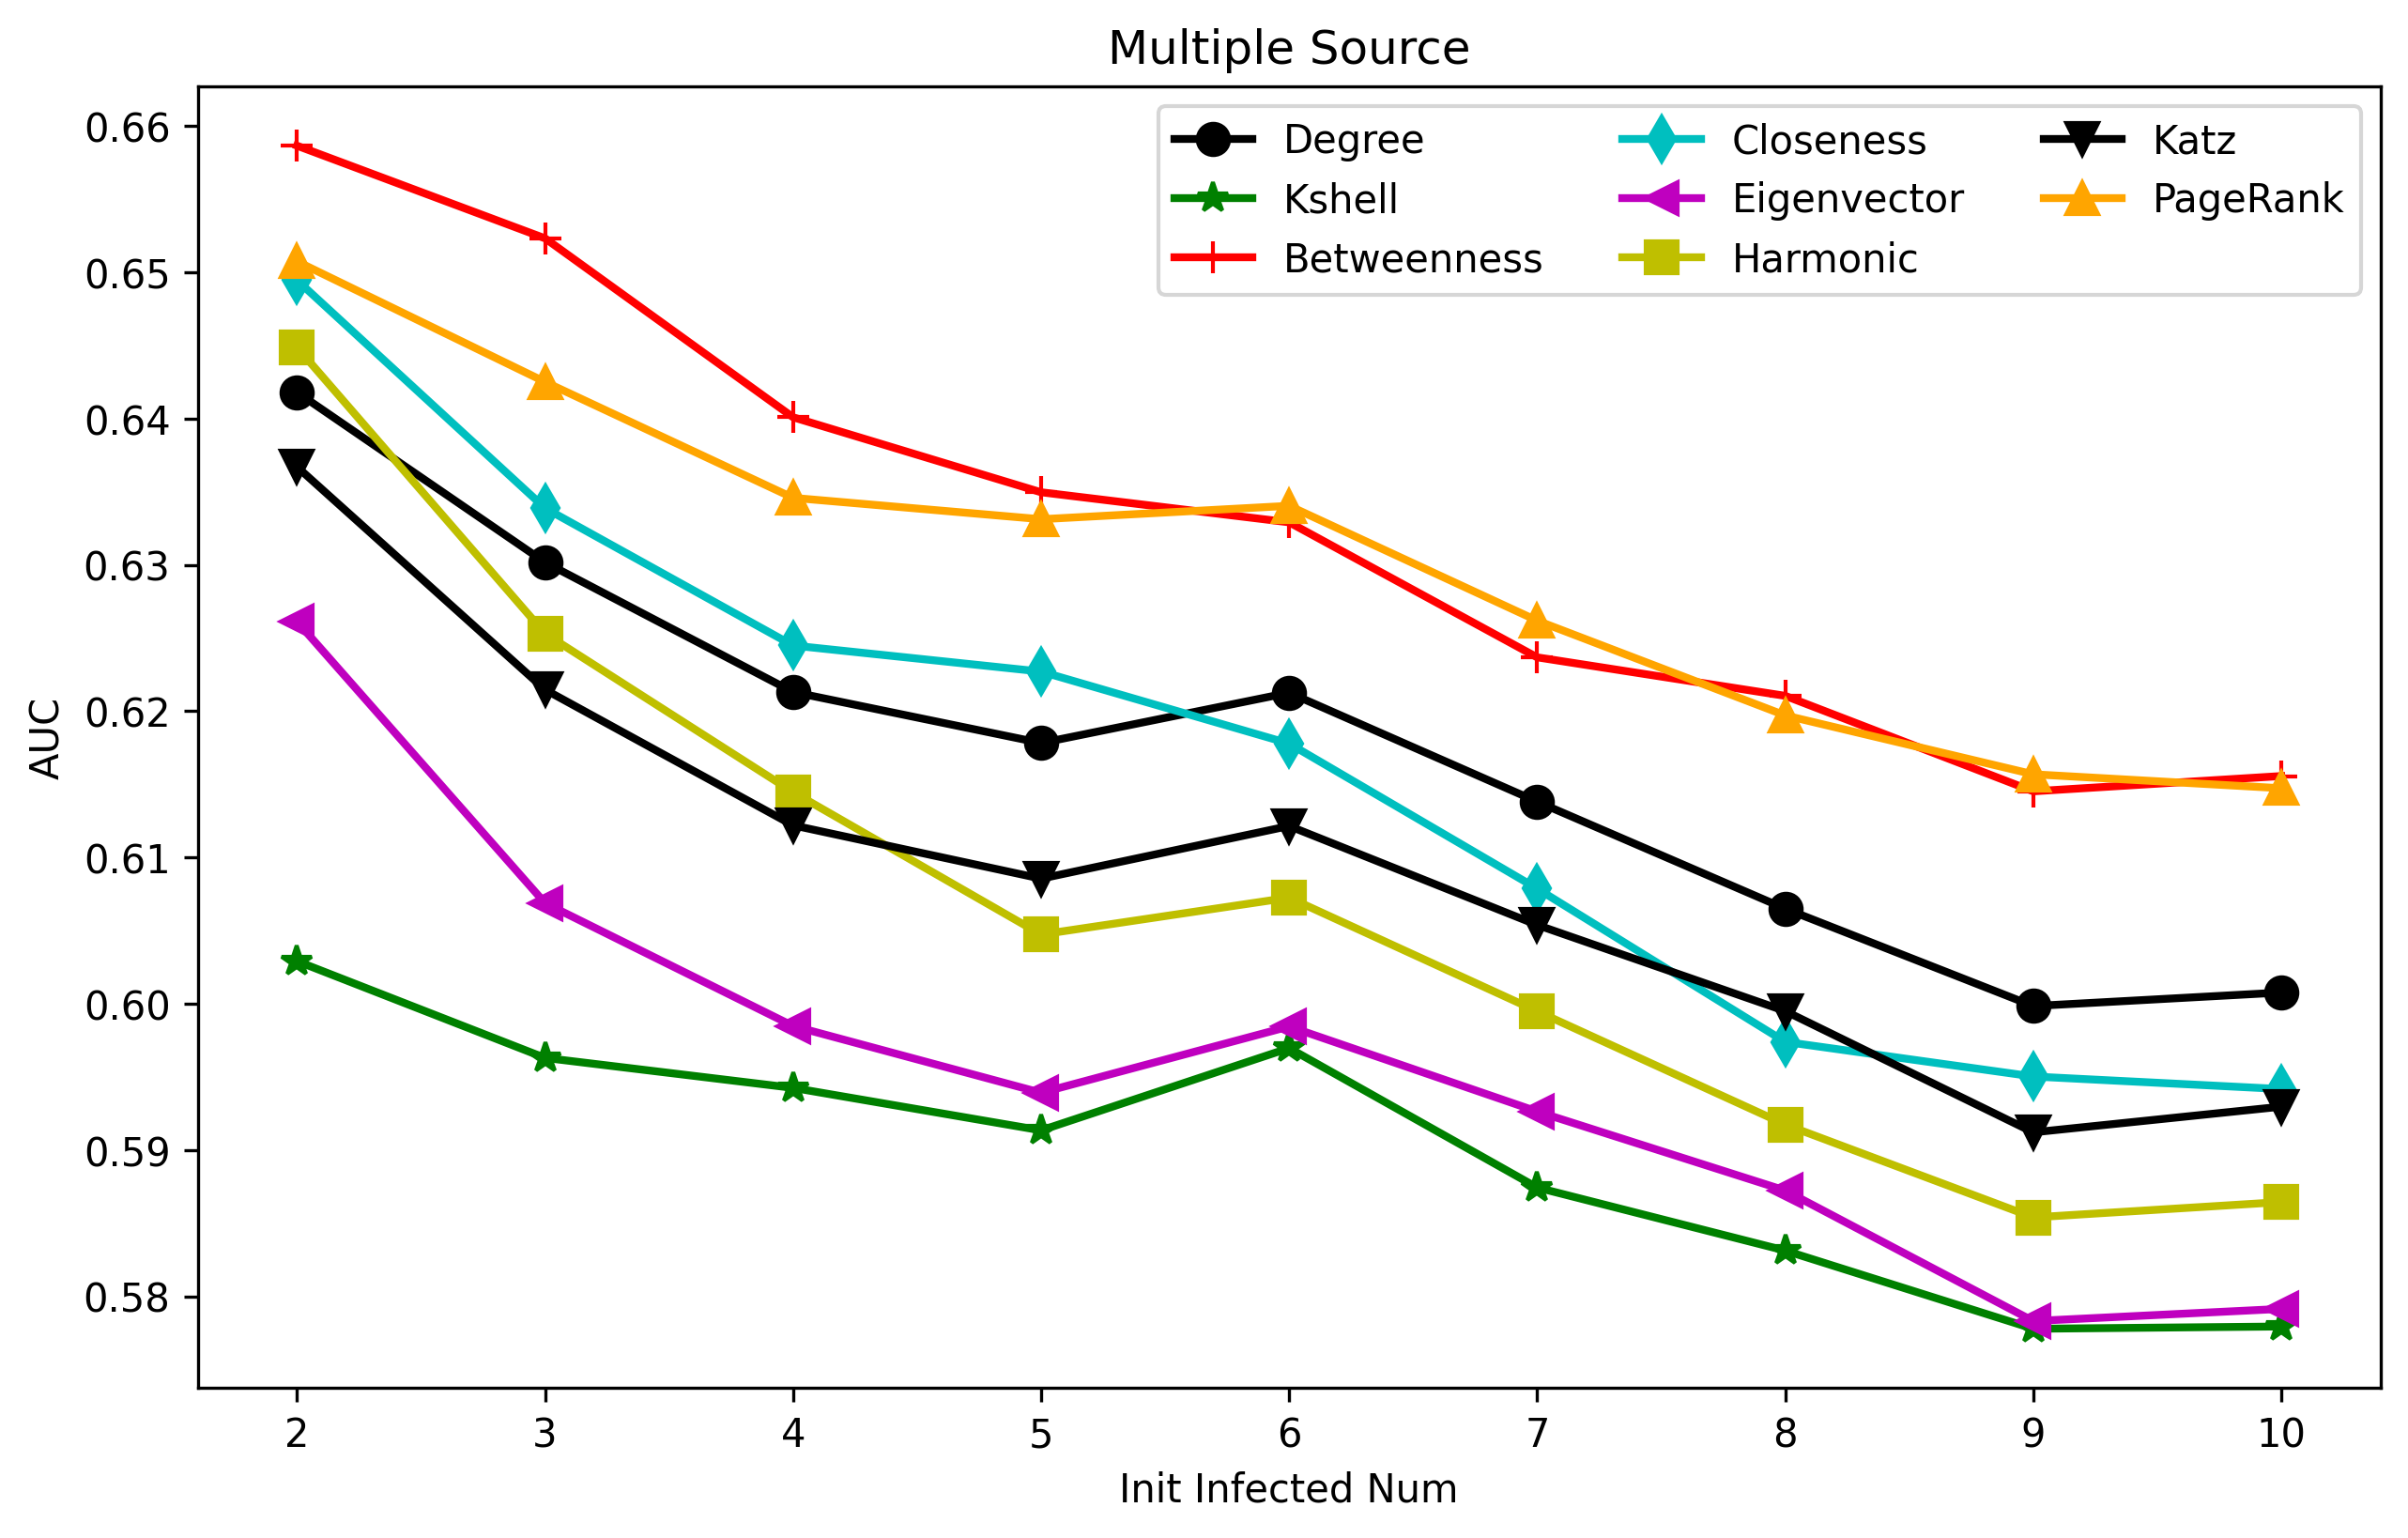 Multiple Source
Degree
Kshell
Betweenness
Closeness
Eigenvector
Harmonic
Katz
PageRank
AUC
0.66
0.65
0.64
0.63
0.62
0.61
0.60
0.59
0.58
2 3 4 5 6 7 8 9 10
Init Infected Num